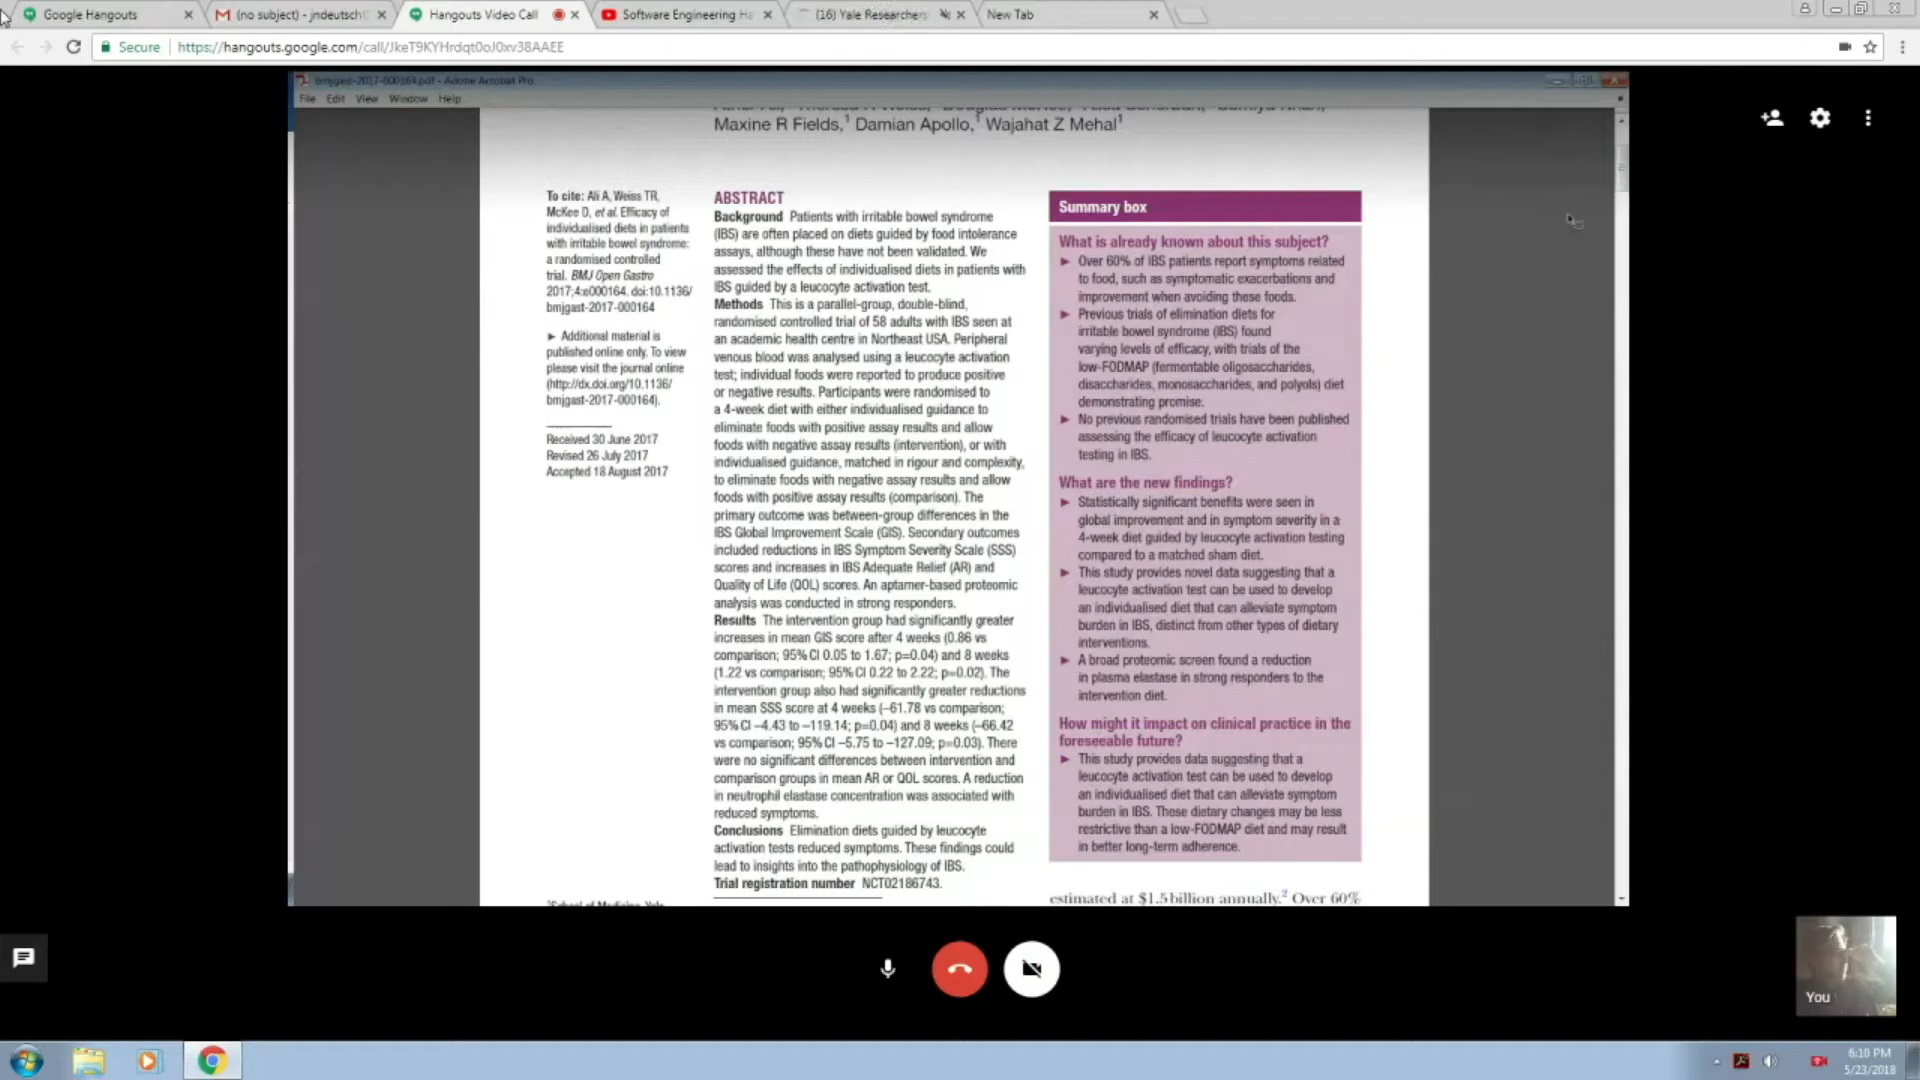 Google Hangouts
(no subject) - jndeutsch
Hangouts Video Call
Software Engineering Ha
(16) Yale Researchers
New Tab
Secure
https://hangouts.google.com/call/JkeT9KYHrdqt0oJ0xv38AAEE
bmjgast-2017-000164.pdf - Adobe Acrobat Pro
File Edit View Window Help
Maxine R Fields,1 Damian Apollo,1 Wajahat Z Mehal1
To cite: Ali A, Weiss TR,
McKee D, et al. Efficacy of
individualised diets in patients
with irritable bowel syndrome:
a randomised controlled
trial. BMJ Open Gastro
2017;4:e000164. doi:10.1136/
bmjgast-2017-000164
► Additional material is
published online only. To view
please visit the journal online
(http://dx.doi.org/10.1136/
bmjgast-2017-000164).
Received 30 June 2017
Revised 26 July 2017
Accepted 18 August 2017
ABSTRACT
Background Patients with irritable bowel syndrome
(IBS) are often placed on diets guided by food intolerance
assays, although these have not been validated. We
assessed the effects of individualised diets in patients with
IBS guided by a leucocyte activation test.
Methods This is a parallel-group, double-blind,
randomised controlled trial of 58 adults with IBS seen at
an academic health centre in Northeast USA. Peripheral
venous blood was analysed using a leucocyte activation
test; individual foods were reported to produce positive
or negative results. Participants were randomised to
a 4-week diet with either individualised guidance to
eliminate foods with positive assay results and allow
foods with negative assay results (intervention), or with
individualised guidance, matched in rigour and complexity,
to eliminate foods with negative assay results and allow
foods with positive assay results (comparison). The
primary outcome was between-group differences in the
IBS Global Improvement Scale (GIS). Secondary outcomes
included reductions in IBS Symptom Severity Scale (SSS)
scores and increases in IBS Adequate Relief (AR) and
Quality of Life (QOL) scores. An aptamer-based proteomic
analysis was conducted in strong responders.
Results The intervention group had significantly greater
increases in mean GIS score after 4 weeks (0.86 vs
comparison; 95% CI 0.05 to 1.67; p=0.04) and 8 weeks
(1.22 vs comparison; 95% CI 0.22 to 2.22; p=0.02). The
intervention group also had significantly greater reductions
in mean SSS score at 4 weeks (–61.78 vs comparison;
95% CI –4.43 to –119.14; p=0.04) and 8 weeks (–66.42
vs comparison; 95% CI –5.75 to –127.09; p=0.03). There
were no significant differences between intervention and
comparison groups in mean AR or QOL scores. A reduction
in neutrophil elastase concentration was associated with
reduced symptoms.
Conclusions Elimination diets guided by leucocyte
activation tests reduced symptoms. These findings could
lead to insights into the pathophysiology of IBS.
Trial registration number NCT02186743.
Summary box
What is already known about this subject?
► Over 60% of IBS patients report symptoms related
to food, such as symptomatic exacerbations and
improvement when avoiding these foods.
► Previous trials of elimination diets for
irritable bowel syndrome (IBS) found
varying levels of efficacy, with trials of the
low-FODMAP (fermentable oligosaccharides,
disaccharides, monosaccharides, and polyols) diet
demonstrating promise.
► No previous randomised trials have been published
assessing the efficacy of leucocyte activation
testing in IBS.
What are the new findings?
► Statistically significant benefits were seen in
global improvement and in symptom severity in a
4-week diet guided by leucocyte activation testing
compared to a matched sham diet.
► This study provides novel data suggesting that a
leucocyte activation test can be used to develop
an individualised diet that can alleviate symptom
burden in IBS, distinct from other types of dietary
interventions.
► A broad proteomic screen found a reduction
in plasma elastase in strong responders to the
intervention diet.
How might it impact on clinical practice in the
foreseeable future?
► This study provides data suggesting that a
leucocyte activation test can be used to develop
an individualised diet that can alleviate symptom
burden in IBS. These dietary changes may be less
restrictive than a low-FODMAP diet and may result
in better long-term adherence.
estimated at $1.5 billion annually.2 Over 60%
You
6:10 PM
5/23/2018